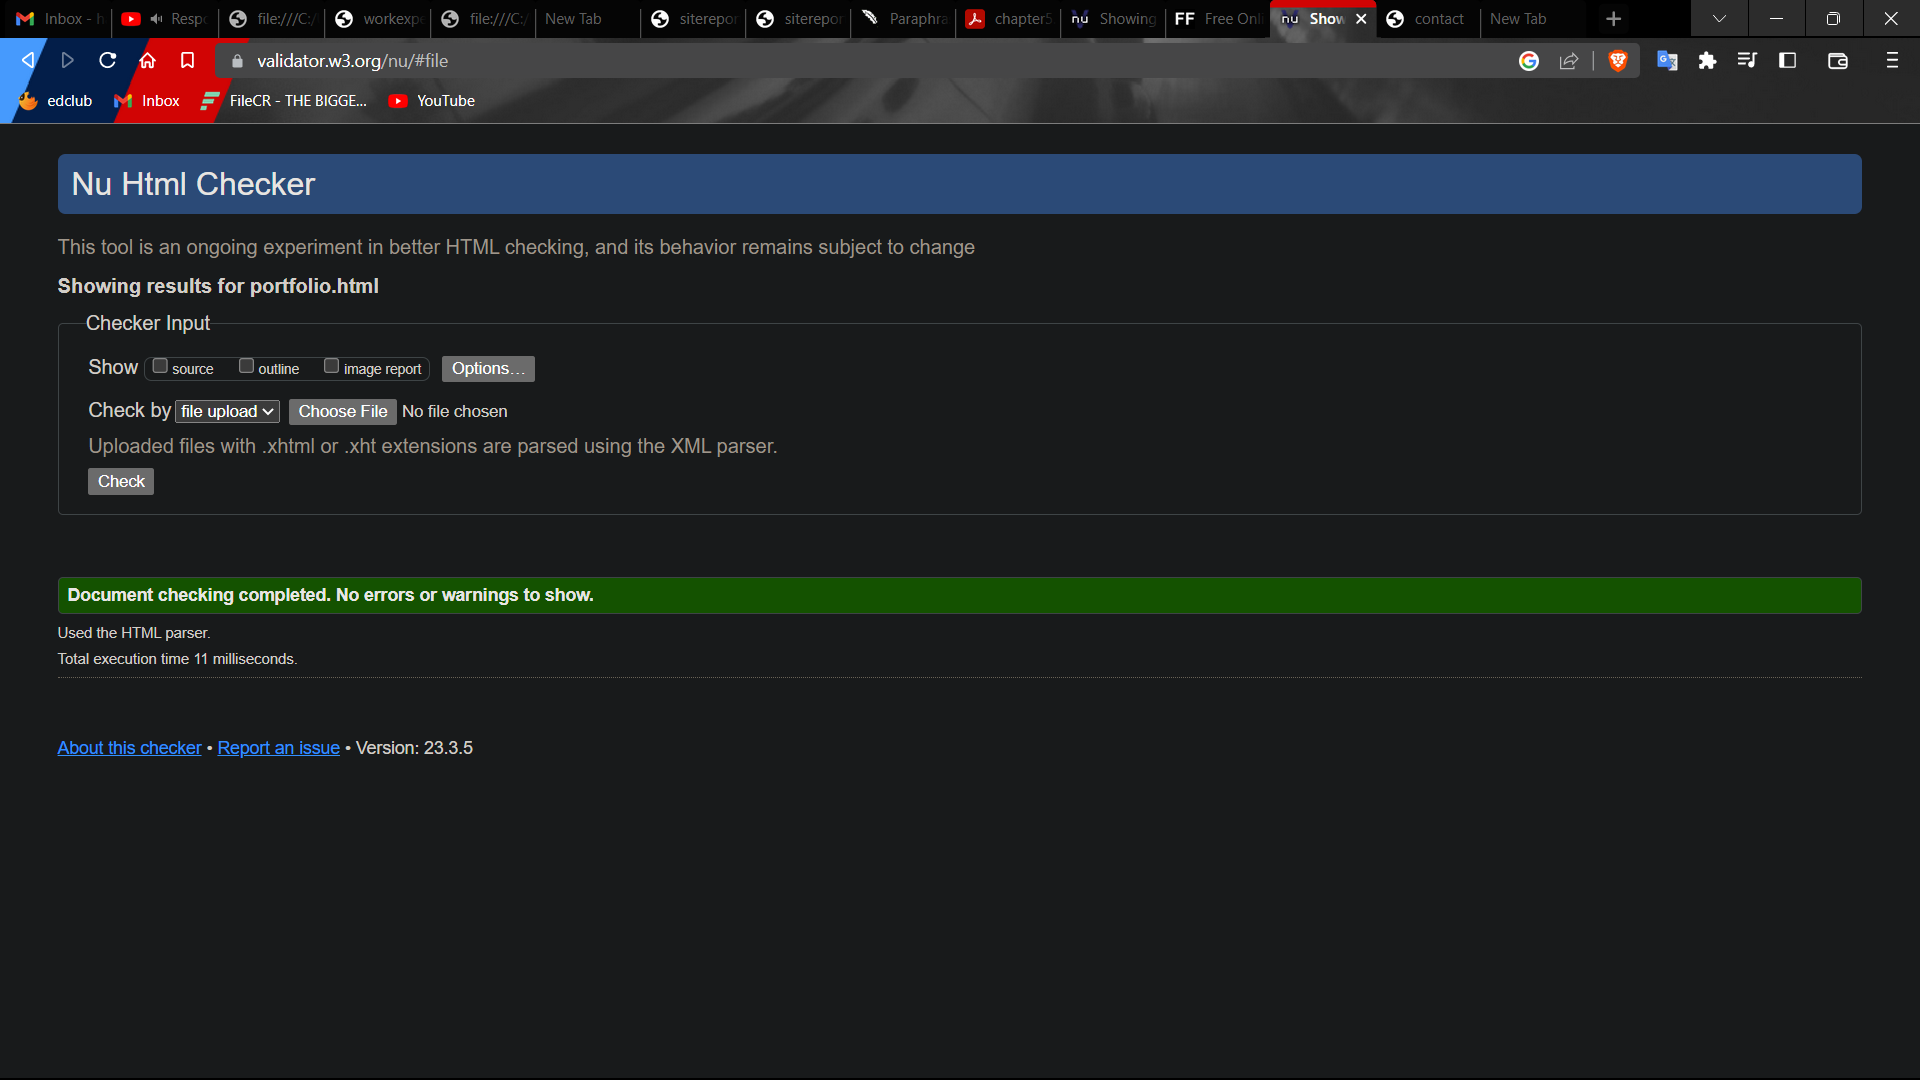 Inbox - h
Resp
file:///C:/
workexpe
file:///C:/
New Tab
siterepor
siterepor
Paraphra
chapter5
nu Showing
FF Free Onli
nu Show
contact
New Tab
validator.w3.org/nu/#file
edclub
Inbox
FileCR - THE BIGGE...
YouTube
Nu Html Checker
This tool is an ongoing experiment in better HTML checking, and its behavior remains subject to change
Showing results for portfolio.html
Checker Input
Show source outline image report Options...
Check by file upload Choose File No file chosen
Uploaded files with .xhtml or .xht extensions are parsed using the XML parser.
Check
Document checking completed. No errors or warnings to show.
Used the HTML parser.
Total execution time 11 milliseconds.
About this checker • Report an issue • Version: 23.3.5